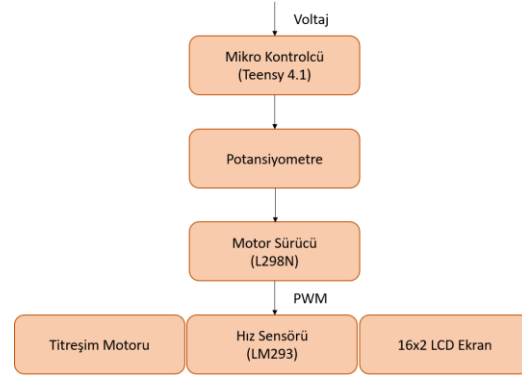 Voltaj
Mikro Kontrolcü
(Teensy 4.1)
Potansiyometre
Motor Sürücü
(L298N)
PWM
Titreşim Motoru
Hız Sensörü
(LM293)
16x2 LCD Ekran